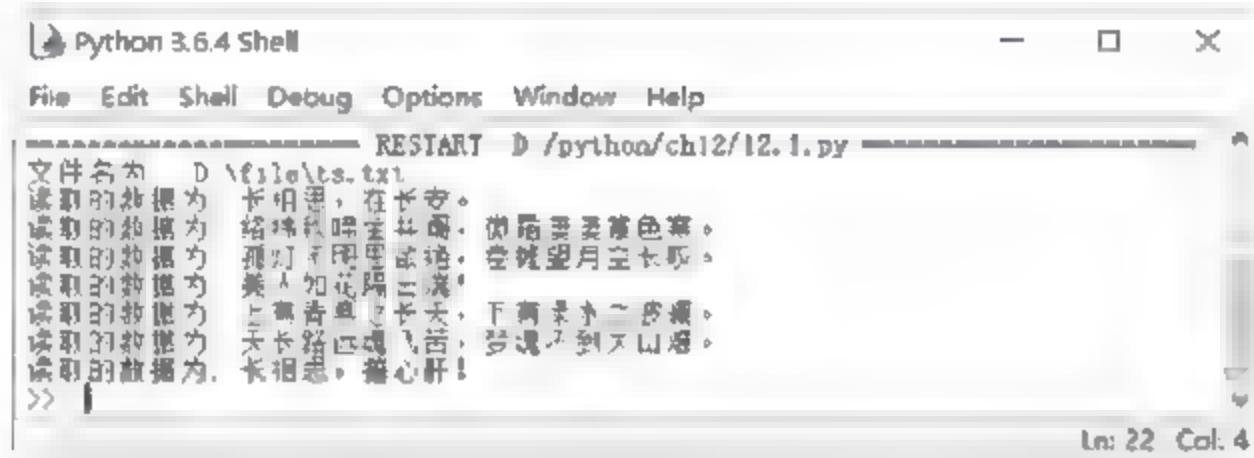 Python 3.6.4 Shell
File Edit Shell Debug Options Window Help
RESTART D /python/ch12/12.1.py
文件名为 D \file\ts.txt
读取的数据为 长相思，在长安。
读取的数据为 络纬秋啼金井阑，微霜凄凄簟色寒。
读取的数据为 孤灯不明思欲绝，卷帷望月空长叹。
读取的数据为 美人如花隔云端！
读取的数据为 上有青冥之长天，下有渌水之波澜。
读取的数据为 天长路远魂飞苦，梦魂不到关山难。
读取的数据为. 长相思，摧心肝！
>>
Ln: 22 Col: 4